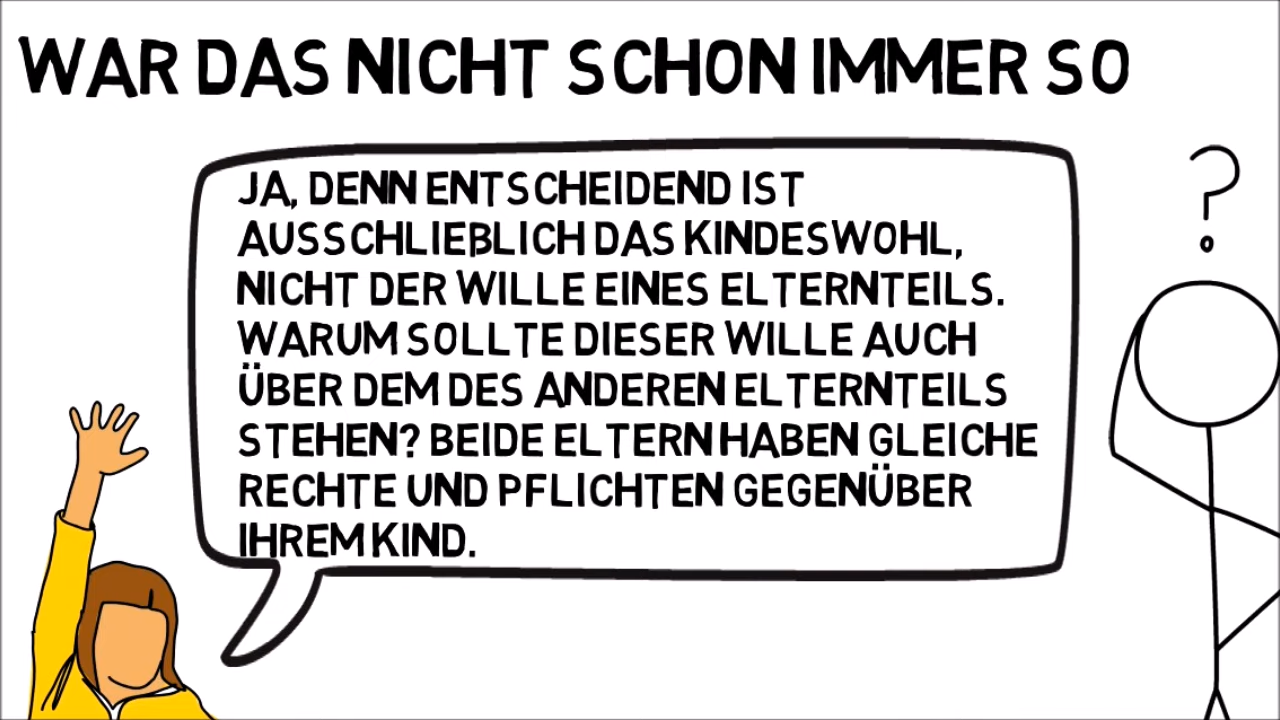 WAR DAS NICHT SCHON IMMER SO
?
JA, DENN ENTSCHEIDEND IST
AUSSCHLIEßLICH DAS KINDESWOHL,
NICHT DER WILLE EINES ELTERNTEILS.
WARUM SOLLTE DIESER WILLE AUCH
ÜBER DEM DES ANDEREN ELTERNTEILS
STEHEN? BEIDE ELTERN HABEN GLEICHE
RECHTE UND PFLICHTEN GEGENÜBER
IHREM KIND.